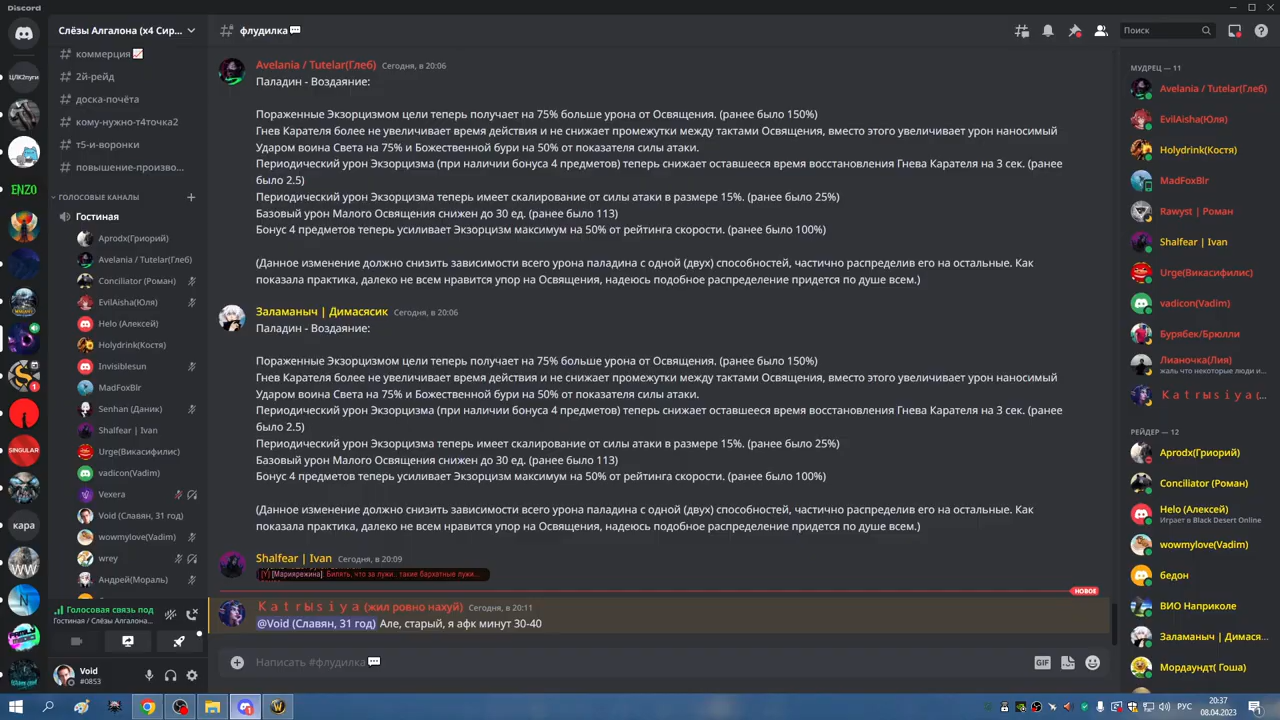 Discord
Слёзы Алгалона (x4 Сир...
флудилка
Поиск
коммерция
2й-рейд
доска-почёта
кому-нужно-т4точка2
т5-и-воронки
повышение-произво...
ГОЛОСОВЫЕ КАНАЛЫ
Гостиная
Aprodx(Гриорий)
Avelania / Tutelar(Глеб)
Conciliator (Роман)
EvilAisha(Юля)
Helo (Алексей)
Holydrink(Костя)
Invisiblesun
MadFoxBlr
Senhan (Даник)
Shalfear | Ivan
Urge(Викасифилис)
vadicon(Vadim)
Vexera
Void (Славян, 31 год)
wowmylove(Vadim)
wrey
Андрей(Мораль)
Голосовая связь под
Гостиная / Слёзы Алгалона...
Void
#0853
ЦЛК2пуги
ENZO
1
SINGULAR
кара
Avelania / Tutelar(Глеб) Сегодня, в 20:06
Паладин - Воздаяние:
Пораженные Экзорцизмом цели теперь получает на 75% больше урона от Освящения. (ранее было 150%)
Гнев Карателя более не увеличивает время действия и не снижает промежутки между тактами Освящения, вместо этого увеличивает урон наносимый
Ударом воина Света на 75% и Божественной бури на 50% от показателя силы атаки.
Периодический урон Экзорцизма (при наличии бонуса 4 предметов) теперь снижает оставшееся время восстановления Гнева Карателя на 3 сек. (ранее
было 2.5)
Периодический урон Экзорцизма теперь имеет скалирование от силы атаки в размере 15%. (ранее было 25%)
Базовый урон Малого Освящения снижен до 30 ед. (ранее было 113)
Бонус 4 предметов теперь усиливает Экзорцизм максимум на 50% от рейтинга скорости. (ранее было 100%)
(Данное изменение должно снизить зависимости всего урона паладина с одной (двух) способностей, частично распределив его на остальные. Как
показала практика, далеко не всем нравится упор на Освящения, надеюсь подобное распределение придется по душе всем.)
Заламаныч | Димасясик Сегодня, в 20:06
Паладин - Воздаяние:
Пораженные Экзорцизмом цели теперь получает на 75% больше урона от Освящения. (ранее было 150%)
Гнев Карателя более не увеличивает время действия и не снижает промежутки между тактами Освящения, вместо этого увеличивает урон наносимый
Ударом воина Света на 75% и Божественной бури на 50% от показателя силы атаки.
Периодический урон Экзорцизма (при наличии бонуса 4 предметов) теперь снижает оставшееся время восстановления Гнева Карателя на 3 сек. (ранее
было 2.5)
Периодический урон Экзорцизма теперь имеет скалирование от силы атаки в размере 15%. (ранее было 25%)
Базовый урон Малого Освящения снижен до 30 ед. (ранее было 113)
Бонус 4 предметов теперь усиливает Экзорцизм максимум на 50% от рейтинга скорости. (ранее было 100%)
(Данное изменение должно снизить зависимости всего урона паладина с одной (двух) способностей, частично распределив его на остальные. Как
показала практика, далеко не всем нравится упор на Освящения, надеюсь подобное распределение придется по душе всем.)
Shalfear | Ivan Сегодня, в 20:09
[Мариярежина]: Билять, что за лужи.. такие бархатные лужи...
НОВОЕ
K a t r ы s i y a (жил ровно нахуй) Сегодня, в 20:11
@Void (Славян, 31 год) Але, старый, я афк минут 30-40
Написать #флудилка
GIF
МУДРЕЦ — 11
Avelania / Tutelar(Глеб)
EvilAisha(Юля)
Holydrink(Костя)
MadFoxBlr
Rawyst | Роман
Shalfear | Ivan
Urge(Викасифилис)
vadicon(Vadim)
Бурябек/Брюлли
Лианочка(Лия)
жаль что некоторые люди и...
K a t r ы s i y a (...
РЕЙДЕР — 12
Aprodx(Гриорий)
Conciliator (Роман)
Helo (Алексей)
Играет в Black Desert Online
wowmylove(Vadim)
бедон
ВИО Наприколе
Заламаныч | Димася...
Мордаундт( Гоша)
РУС
20:37
08.04.2023
1